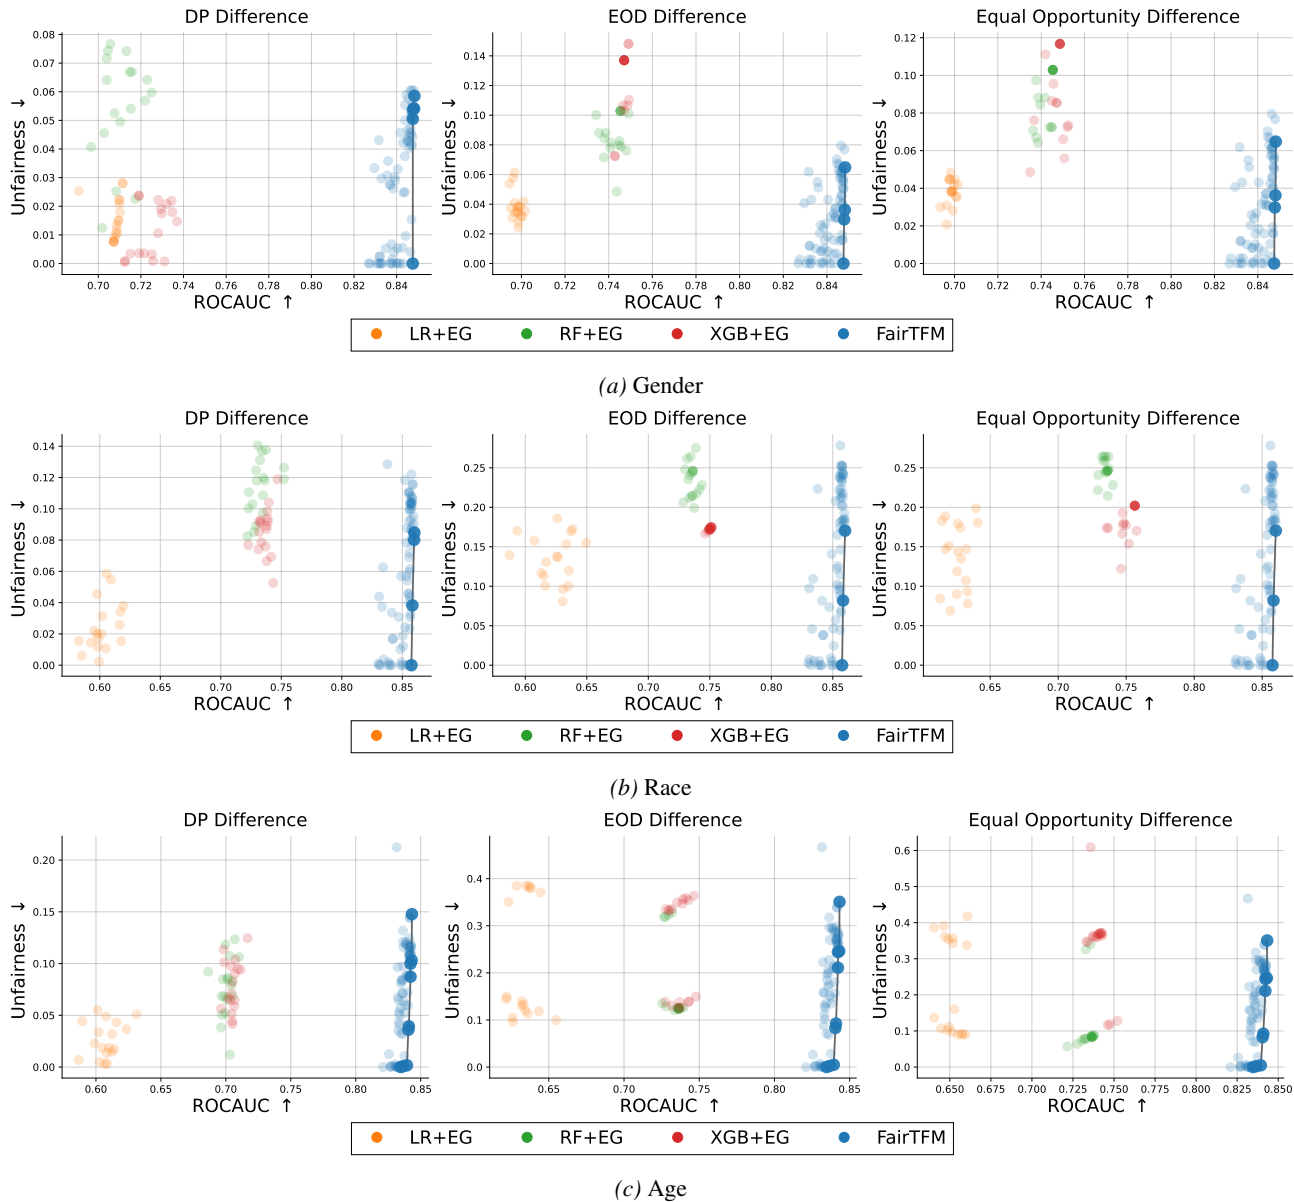 DP Difference
EOD Difference
Equal Opportunity Difference
Unfairness ↓
0.08
0.07
0.06
0.05
0.04
0.03
0.02
0.01
0.00
0.70 0.72 0.74 0.76 0.78 0.80 0.82 0.84
ROCAUC ↑
Unfairness ↓
0.14
0.12
0.10
0.08
0.06
0.04
0.02
0.00
0.70 0.72 0.74 0.76 0.78 0.80 0.82 0.84
ROCAUC ↑
Unfairness ↓
0.12
0.10
0.08
0.06
0.04
0.02
0.00
0.70 0.72 0.74 0.76 0.78 0.80 0.82 0.84
ROCAUC ↑
LR+EG RF+EG XGB+EG FairTFM
(a) Gender
DP Difference
EOD Difference
Equal Opportunity Difference
Unfairness ↓
0.14
0.12
0.10
0.08
0.06
0.04
0.02
0.00
0.60 0.65 0.70 0.75 0.80 0.85
ROCAUC ↑
Unfairness ↓
0.25
0.20
0.15
0.10
0.05
0.00
0.60 0.65 0.70 0.75 0.80 0.85
ROCAUC ↑
Unfairness ↓
0.25
0.20
0.15
0.10
0.05
0.00
0.65 0.70 0.75 0.80 0.85
ROCAUC ↑
LR+EG RF+EG XGB+EG FairTFM
(b) Race
DP Difference
EOD Difference
Equal Opportunity Difference
Unfairness ↓
0.20
0.15
0.10
0.05
0.00
0.60 0.65 0.70 0.75 0.80 0.85
ROCAUC ↑
Unfairness ↓
0.4
0.3
0.2
0.1
0.0
0.65 0.70 0.75 0.80 0.85
ROCAUC ↑
Unfairness ↓
0.6
0.5
0.4
0.3
0.2
0.1
0.0
0.650 0.675 0.700 0.725 0.750 0.775 0.800 0.825 0.850
ROCAUC ↑
LR+EG RF+EG XGB+EG FairTFM
(c) Age